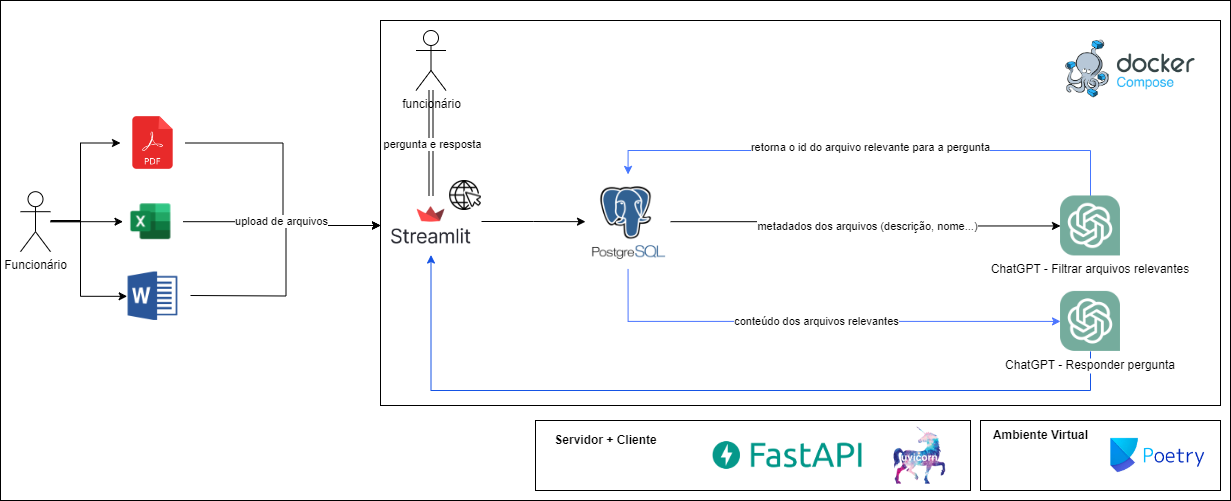 funcionário
docker
Compose
pergunta e resposta
retorna o id do arquivo relevante para a pergunta
PDF
X
Funcionário
upload de arquivos
Streamlit
PostgreSQL
metadados dos arquivos (descrição, nome...)
ChatGPT - Filtrar arquivos relevantes
W
conteúdo dos arquivos relevantes
ChatGPT - Responder pergunta
Servidor + Cliente
FastAPI
uvicorn
Ambiente Virtual
Poetry